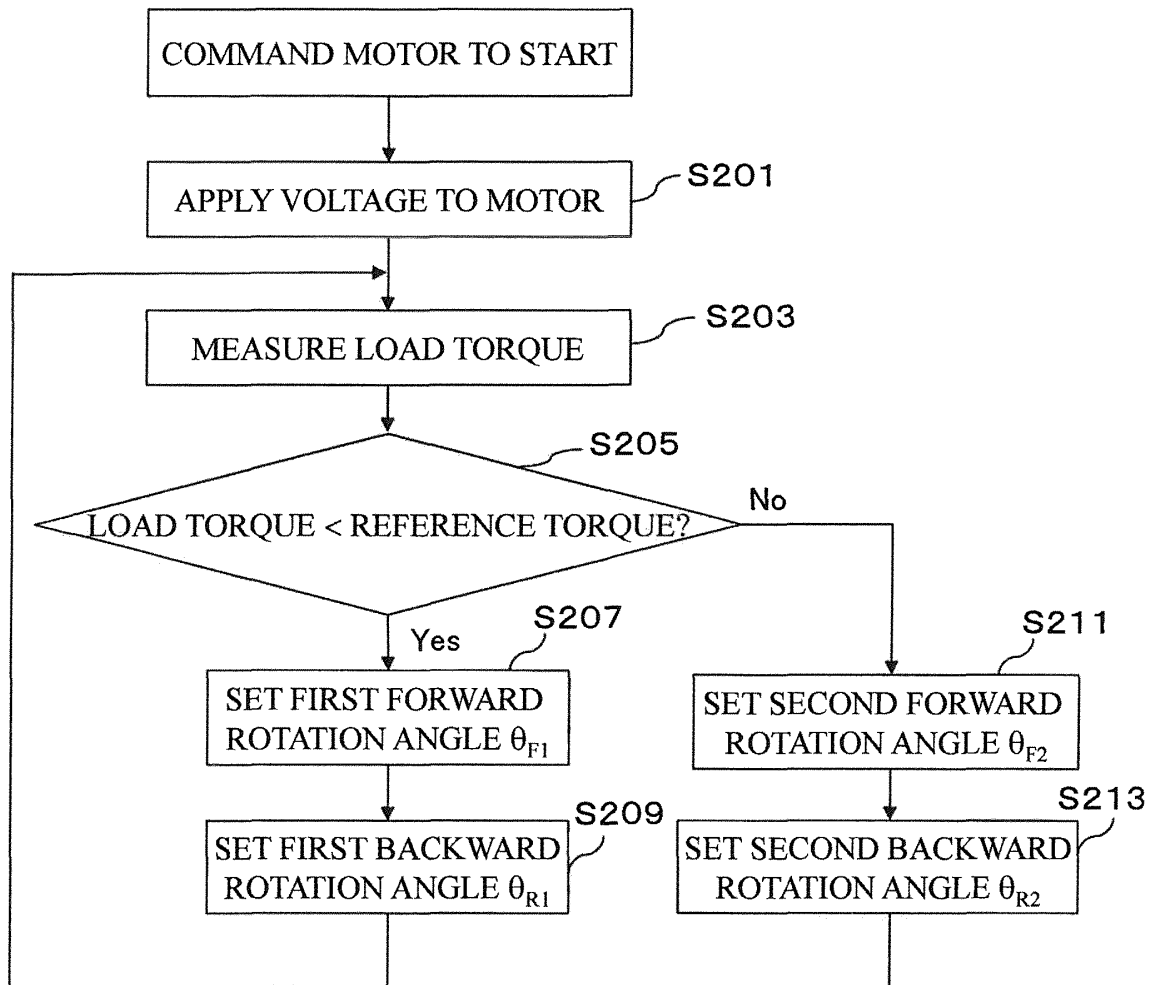 COMMAND MOTOR TO START
APPLY VOLTAGE TO MOTOR
S201
MEASURE LOAD TORQUE
S203
LOAD TORQUE < REFERENCE TORQUE?
S205
No
Yes
S207
SET FIRST FORWARD
ROTATION ANGLE θF1
S211
SET SECOND FORWARD
ROTATION ANGLE θF2
S209
SET FIRST BACKWARD
ROTATION ANGLE θR1
S213
SET SECOND BACKWARD
ROTATION ANGLE θR2